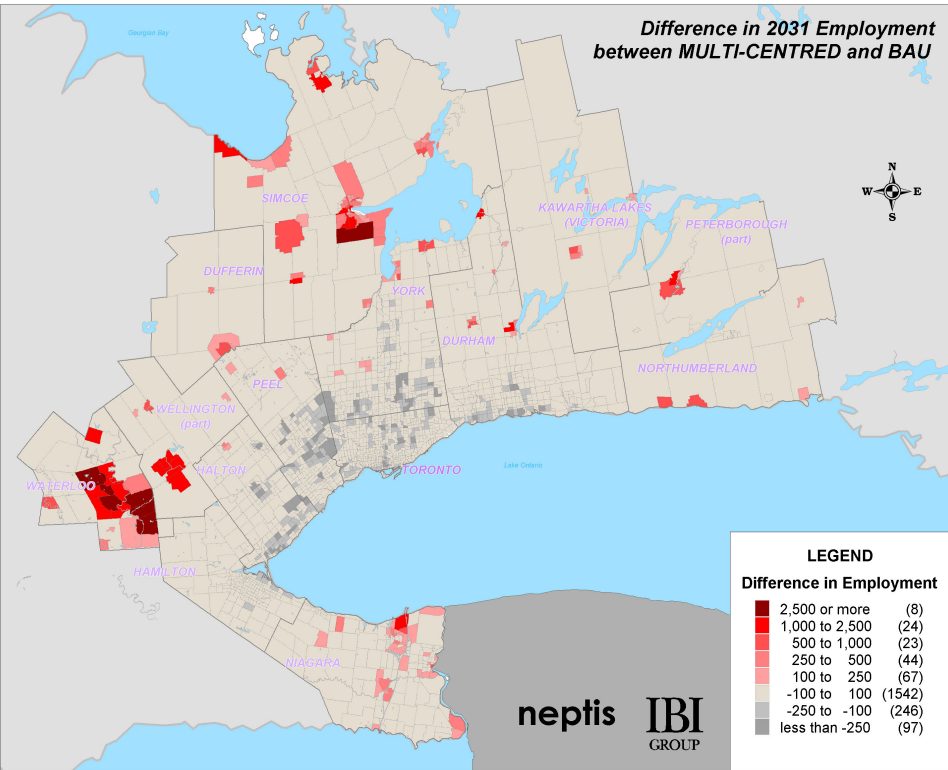 Georgian Bay
Difference in 2031 Employment
between MULTI-CENTRED and BAU
N
W E
S
SIMCOE
KAWARTHA LAKES
(VICTORIA)
PETERBOROUGH
(part)
DUFFERIN
YORK
DURHAM
NORTHUMBERLAND
PEEL
WELLINGTON
(part)
HALTON
TORONTO
Lake Ontario
WATERLOO
HAMILTON
NIAGARA
LEGEND
Difference in Employment
2,500 or more (8)
1,000 to 2,500 (24)
500 to 1,000 (23)
250 to 500 (44)
100 to 250 (67)
-100 to 100 (1542)
-250 to -100 (246)
less than -250 (97)
neptis
IBI
GROUP